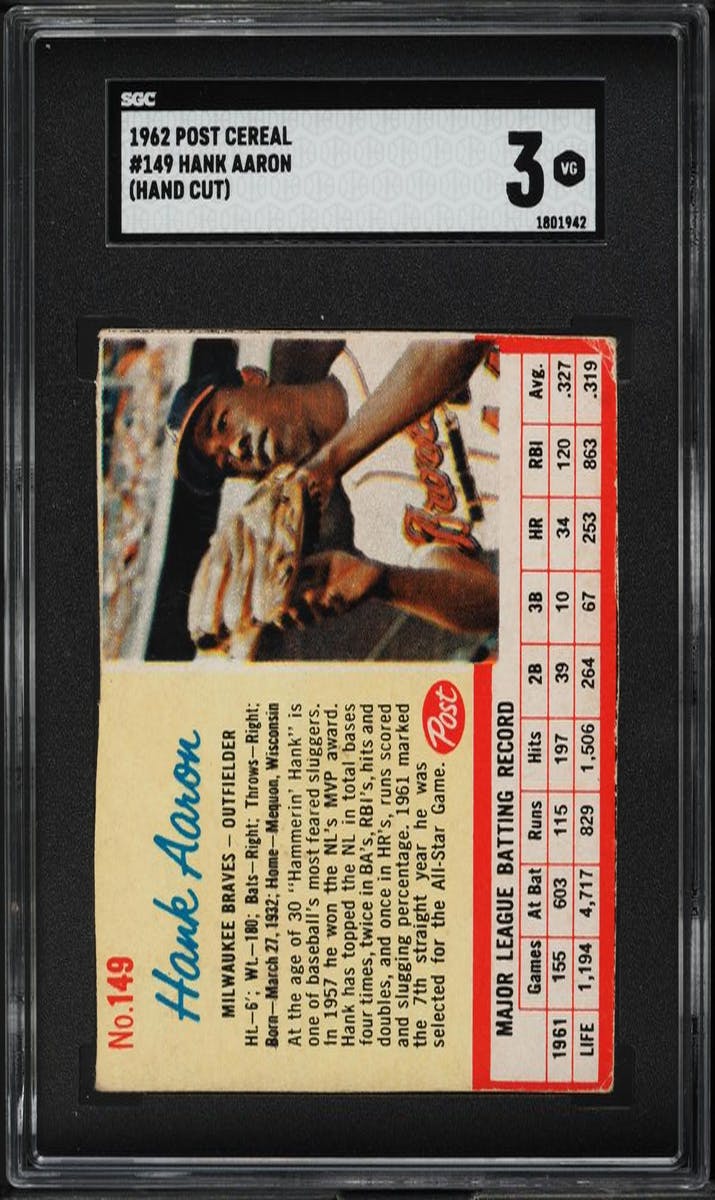 SGC
1962 POST CEREAL
#149 HANK AARON
(HAND CUT)
3
VG
1801942
No.149
Hank Aaron
MILWAUKEE BRAVES — OUTFIELDER
Ht.—6'; Wt.—180; Bats—Right; Throws—Right;
Born—March 27, 1932; Home—Mequon, Wisconsin
At the age of 30 "Hammerin' Hank" is
one of baseball's most feared sluggers.
In 1957 he won the NL's MVP award.
Hank has topped the NL in total bases
four times, twice in BA's, RBI's, hits and
doubles, and once in HR's, runs scored
and slugging percentage. 1961 marked
the 7th straight year he was
selected for the All-Star Game.
Post
Braves
MAJOR LEAGUE BATTING RECORD
Games At Bat Runs Hits 2B 3B HR RBI Avg.
1961 155 603 115 197 39 10 34 120 .327
LIFE 1,194 4,717 829 1,506 264 67 253 863 .319